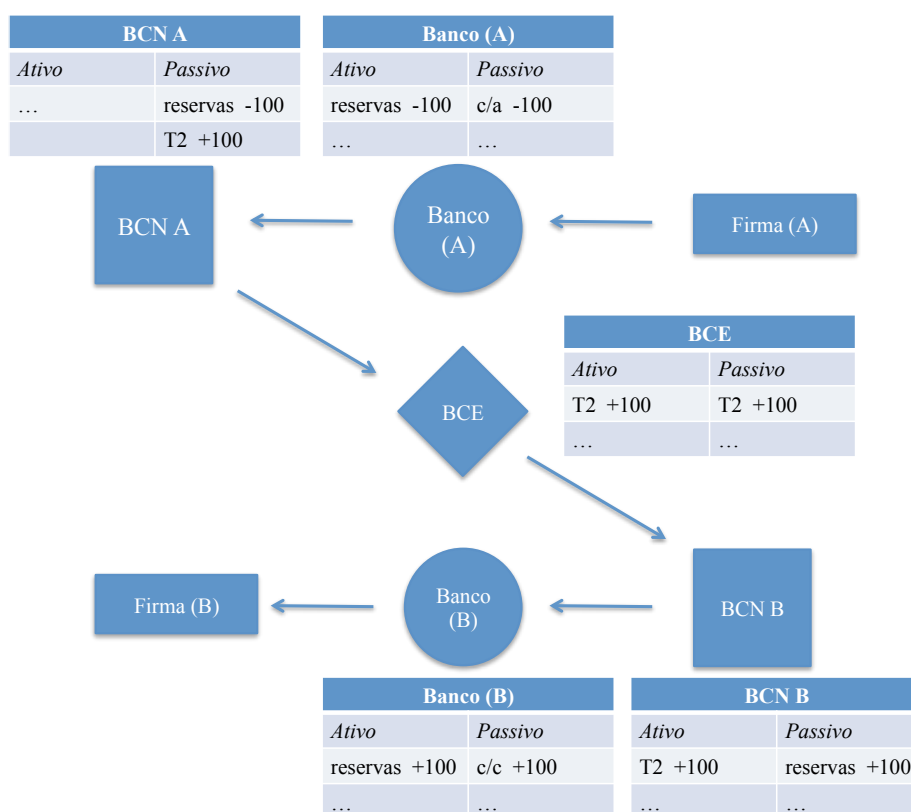 BCN A
Ativo Passivo
… reservas -100
T2 +100
Banco (A)
Ativo Passivo
reservas -100 c/a -100
… …
BCN A
Banco
(A)
Firma (A)
BCE
Ativo Passivo
T2 +100 T2 +100
… …
BCE
Firma (B)
Banco
(B)
BCN B
Banco (B)
Ativo Passivo
reservas +100 c/c +100
… …
BCN B
Ativo Passivo
T2 +100 reservas +100
… …